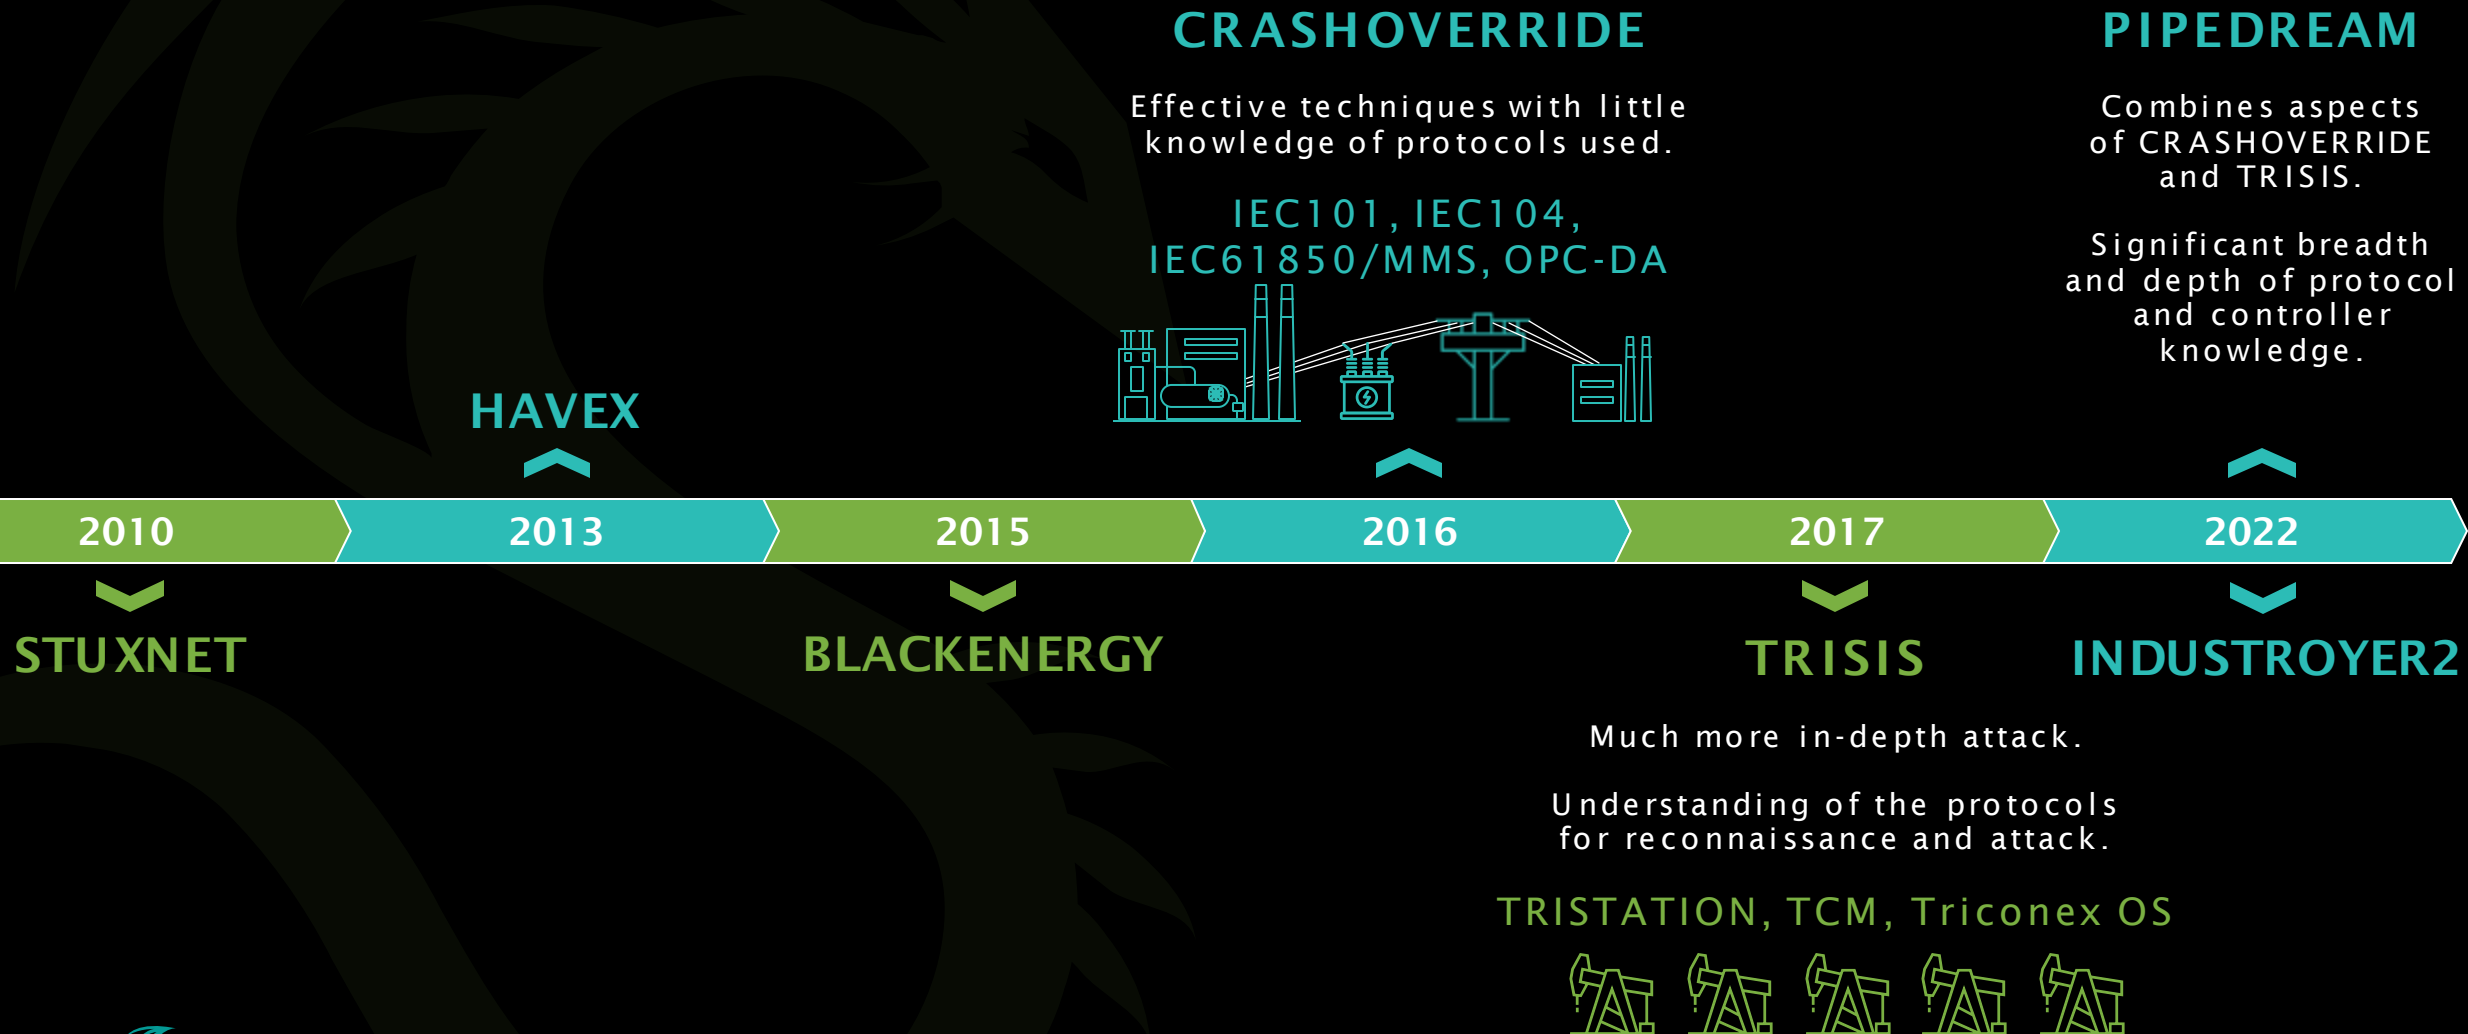 CRASHOVERRIDE
Effective techniques with little
knowledge of protocols used.
IEC101, IEC104,
IEC61850/MMS, OPC-DA
PIPEDREAM
Combines aspects
of CRASHOVERRIDE
and TRISIS.
Significant breadth
and depth of protocol
and controller
knowledge.
HAVEX
2010 2013 2015 2016 2017 2022
STUXNET
BLACKENERGY
TRISIS
Much more in-depth attack.
Understanding of the protocols
for reconnaissance and attack.
TRISTATION, TCM, Triconex OS
INDUSTROYER2